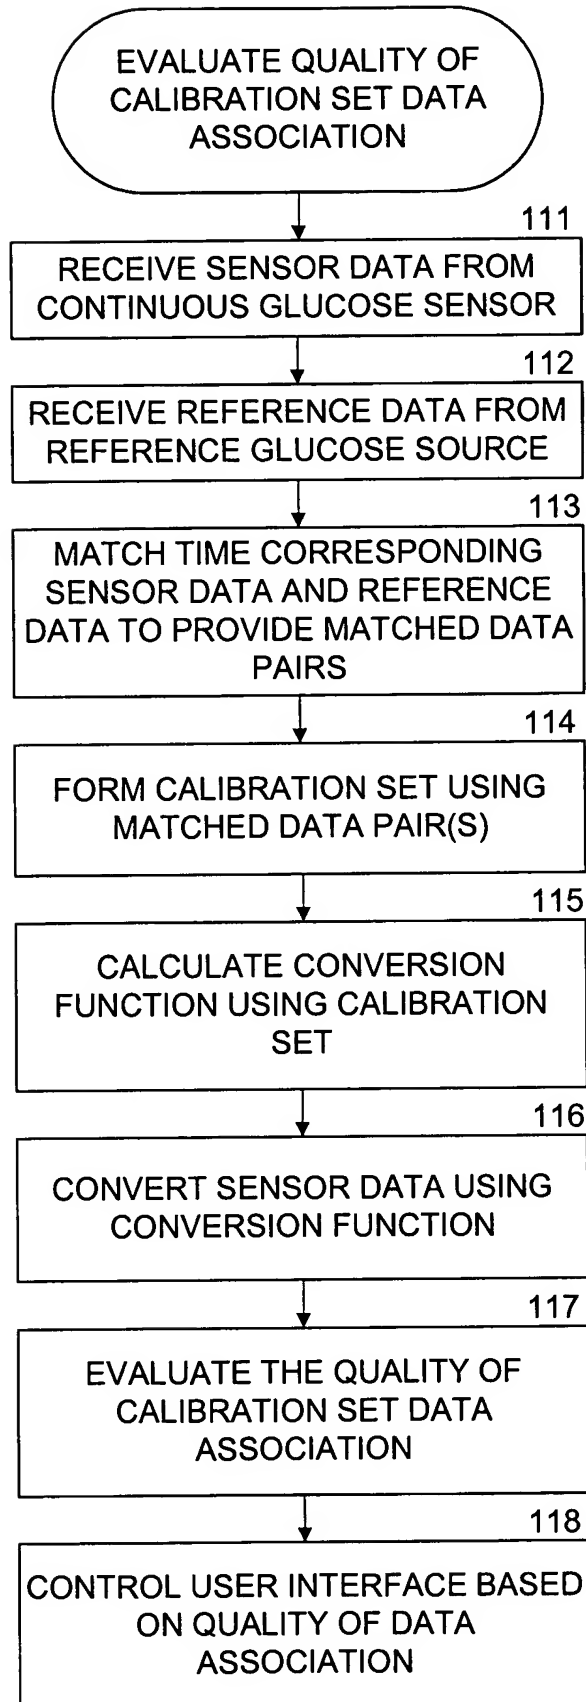 EVALUATE QUALITY OF
CALIBRATION SET DATA
ASSOCIATION
111
RECEIVE SENSOR DATA FROM
CONTINUOUS GLUCOSE SENSOR
112
RECEIVE REFERENCE DATA FROM
REFERENCE GLUCOSE SOURCE
113
MATCH TIME CORRESPONDING
SENSOR DATA AND REFERENCE
DATA TO PROVIDE MATCHED DATA
PAIRS
114
FORM CALIBRATION SET USING
MATCHED DATA PAIR(S)
115
CALCULATE CONVERSION
FUNCTION USING CALIBRATION
SET
116
CONVERT SENSOR DATA USING
CONVERSION FUNCTION
117
EVALUATE THE QUALITY OF
CALIBRATION SET DATA
ASSOCIATION
118
CONTROL USER INTERFACE BASED
ON QUALITY OF DATA
ASSOCIATION